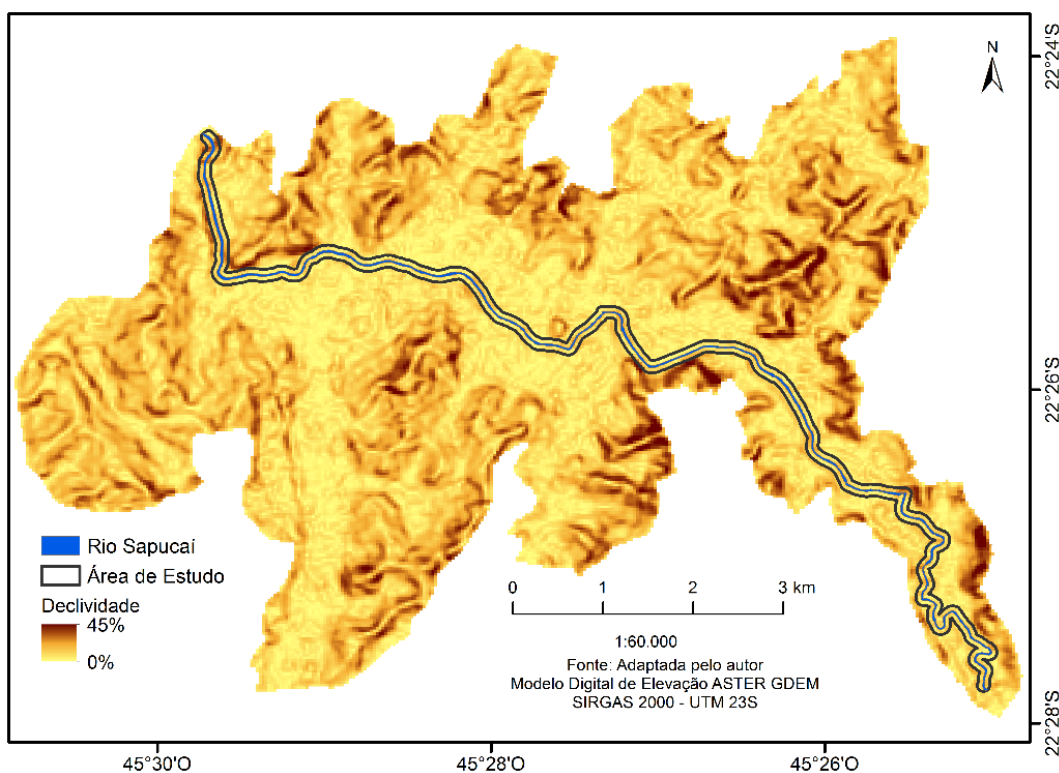 N
22°24'S
22°26'S
22°28'S
Rio Sapucaí
Área de Estudo
Declividade
45%
0%
0 1 2 3 km
1:60.000
Fonte: Adaptada pelo autor
Modelo Digital de Elevação ASTER GDEM
SIRGAS 2000 - UTM 23S
45°30'O 45°28'O 45°26'O